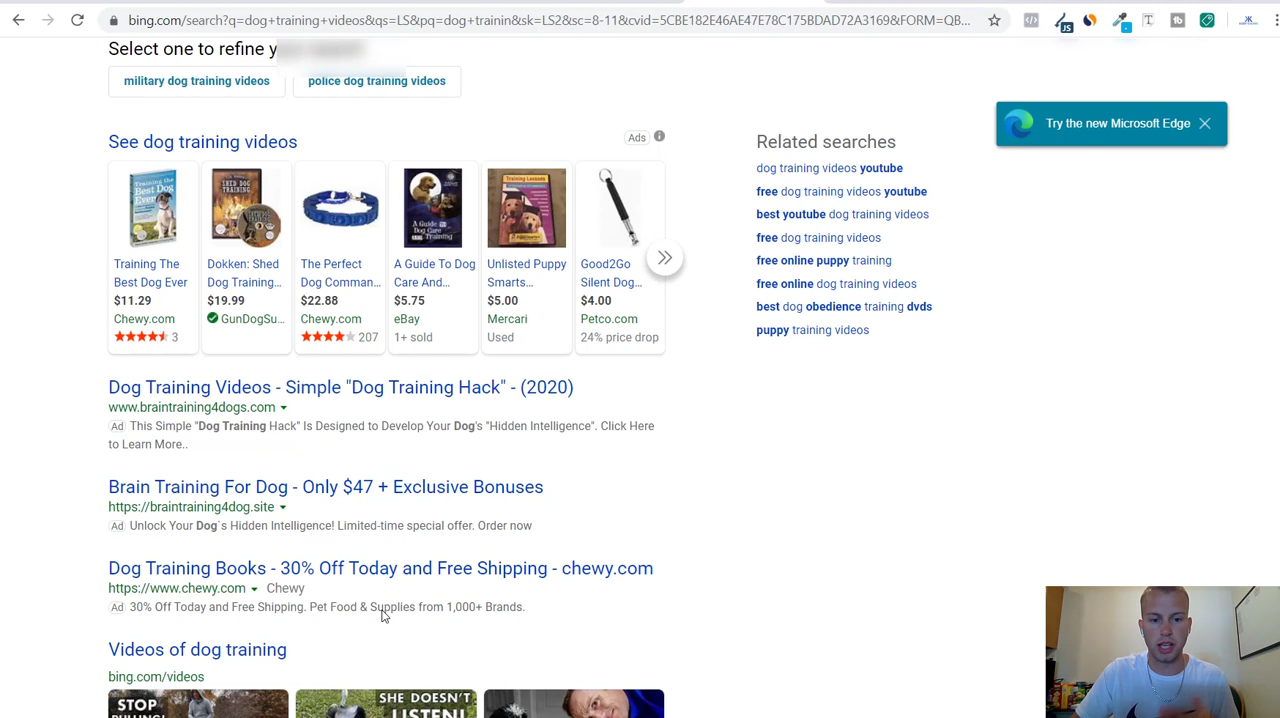 bing.com/search?q=dog+training+videos&qs=LS&pq=dog+trainin&sk=LS2&sc=8-11&cvid=5CBE182E46AE47E78C175BDAD72A3169&FORM=QB...
JS
T
tb
Select one to refine y
military dog training videos
police dog training videos
Try the new Microsoft Edge
See dog training videos
Ads
Training The
Best Dog Ever
$11.29
Chewy.com
3
Dokken: Shed
Dog Training...
$19.99
GunDogSu...
The Perfect
Dog Comman...
$22.88
Chewy.com
207
A Guide To Dog
Care And...
$5.75
eBay
1+ sold
Unlisted Puppy
Smarts...
$5.00
Mercari
Used
Good2Go
Silent Dog...
$4.00
Petco.com
24% price drop
Related searches
dog training videos youtube
free dog training videos youtube
best youtube dog training videos
free dog training videos
free online puppy training
free online dog training videos
best dog obedience training dvds
puppy training videos
Dog Training Videos - Simple "Dog Training Hack" - (2020)
www.braintraining4dogs.com
Ad This Simple "Dog Training Hack" Is Designed to Develop Your Dog's "Hidden Intelligence". Click Here
to Learn More..
Brain Training For Dog - Only $47 + Exclusive Bonuses
https://braintraining4dog.site
Ad Unlock Your Dog`s Hidden Intelligence! Limited-time special offer. Order now
Dog Training Books - 30% Off Today and Free Shipping - chewy.com
https://www.chewy.com Chewy
Ad 30% Off Today and Free Shipping. Pet Food & Supplies from 1,000+ Brands.
Videos of dog training
bing.com/videos
STOP
PULLING!
SHE DOESN'T
LISTEN!